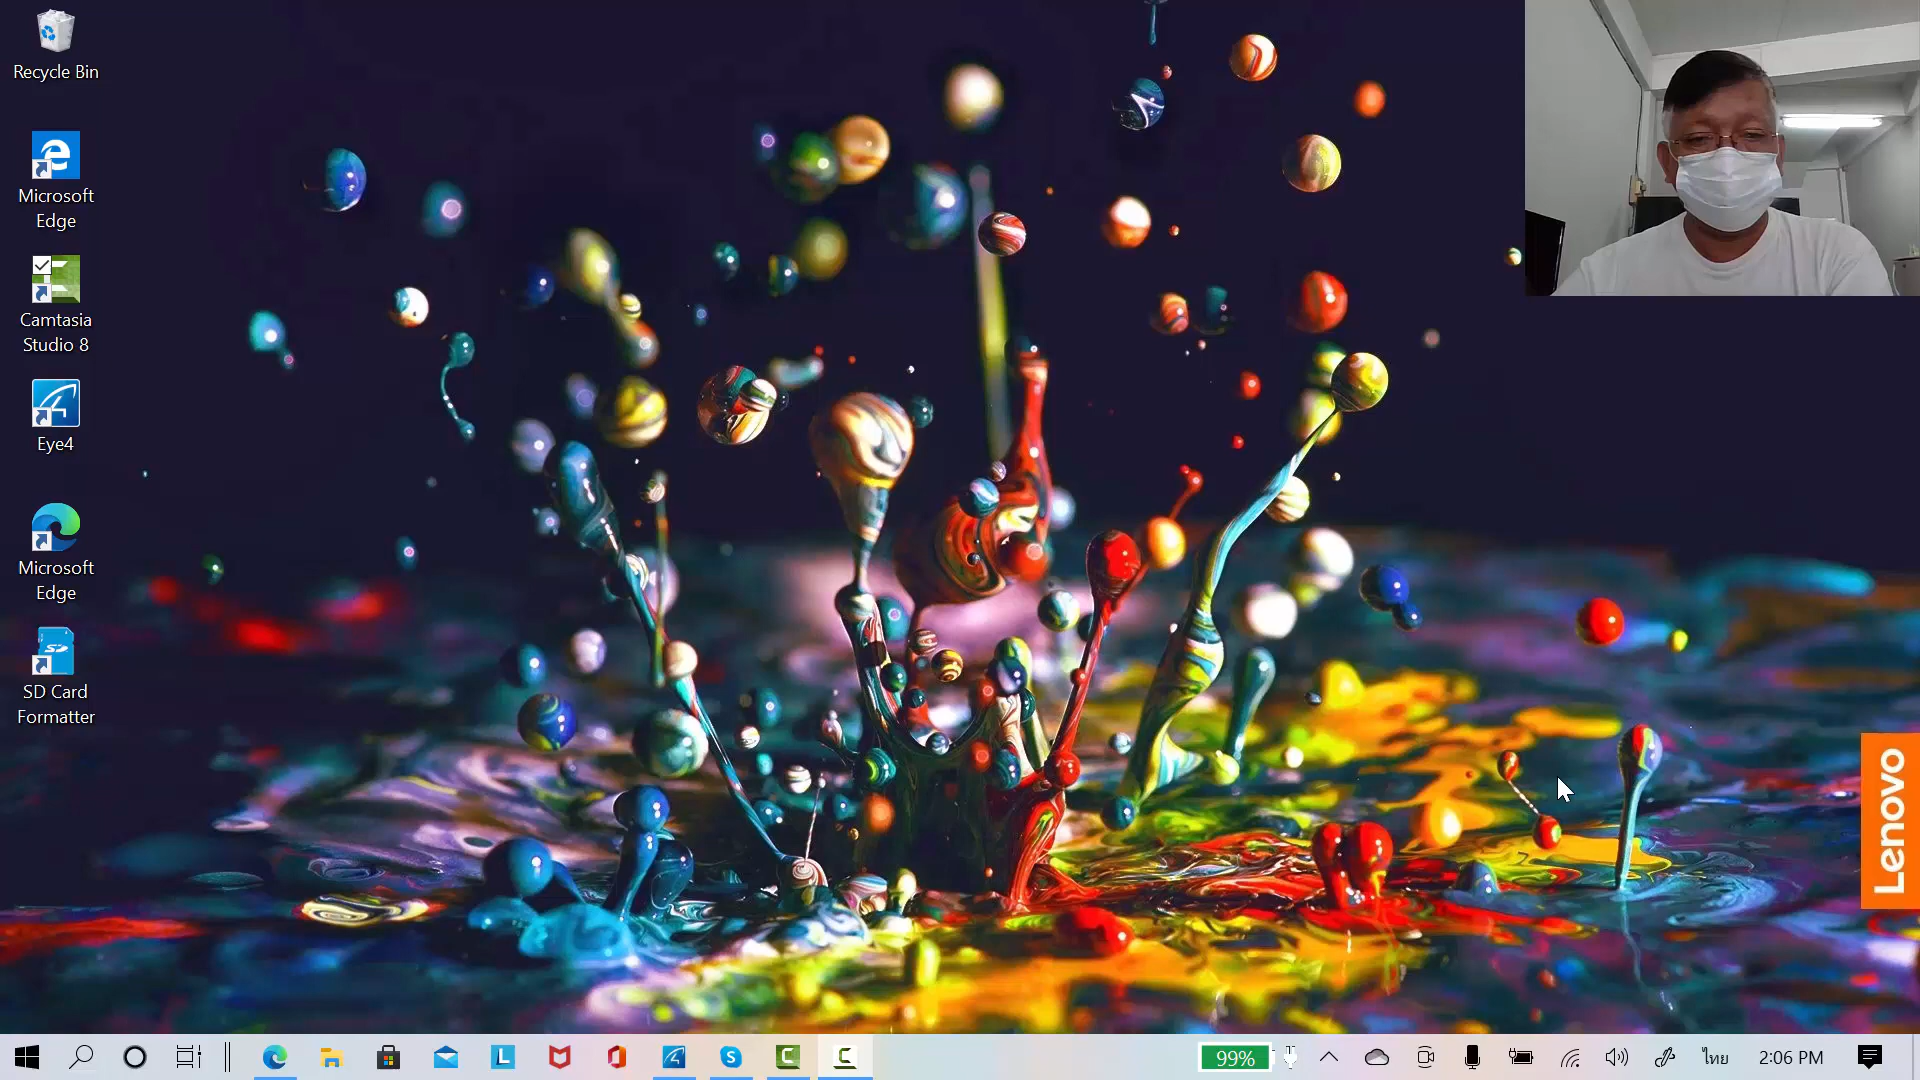 Recycle Bin
Microsoft
Edge
Camtasia
Studio 8
Eye4
Microsoft
Edge
SD Card
Formatter
Lenovo
99%
ไทย
2:06 PM